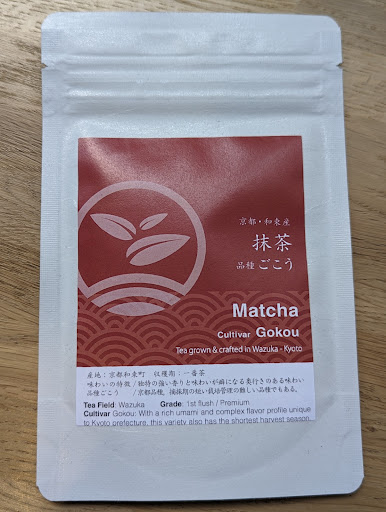 京都・和束産
抹茶
品種 ごこう
Matcha
Cultivar Gokou
Tea grown & crafted in Wazuka - Kyoto
産地：京都和束町 収穫期：一番茶
味わいの特徴 / 独特の強い香りと味わいが癖になる奥行きのある味わい
品種ごこう / 京都品種。摘採期の短い栽培管理の難しい品種でもある。
Tea Field: Wazuka Grade: 1st flush / Premium
Cultivar Gokou: With a rich umami and complex flavor profile unique
to Kyoto prefecture, this variety also has the shortest harvest season.